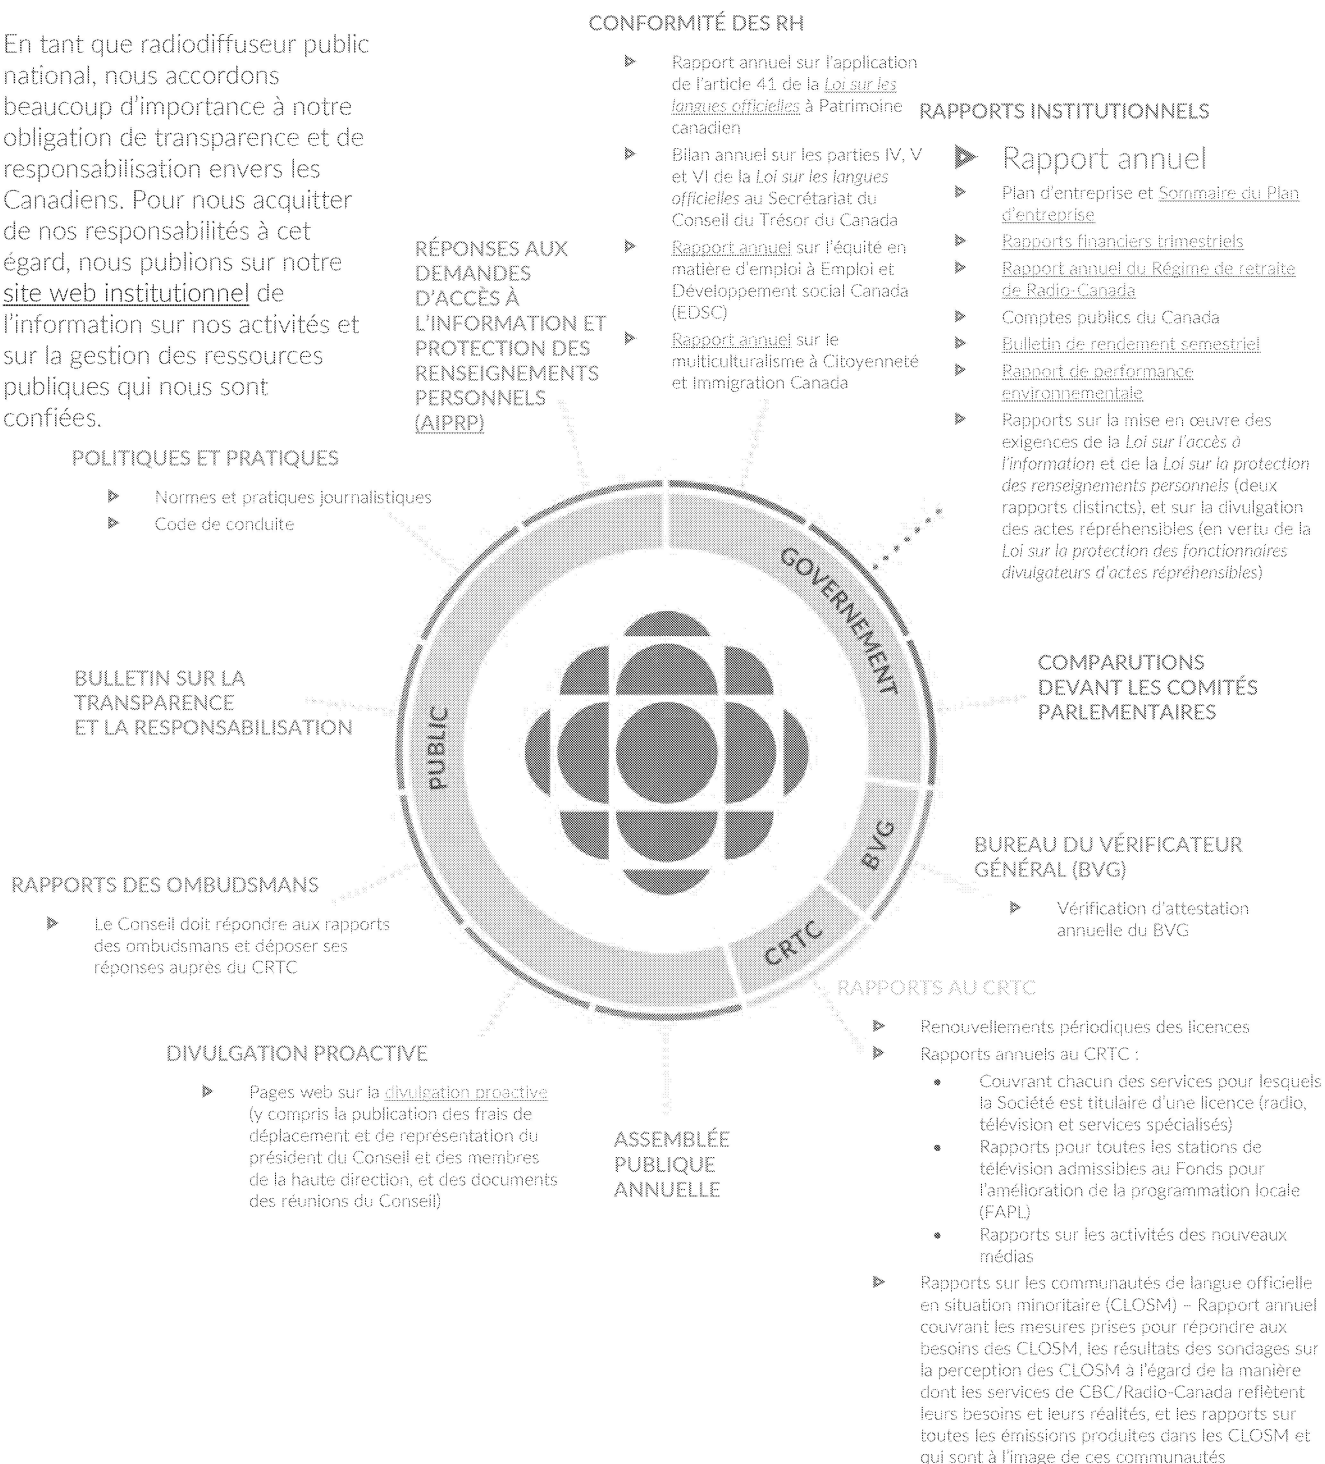 En tant que radiodiffuseur public
national, nous accordons
beaucoup d'importance à notre
obligation de transparence et de
responsabilisation envers les
Canadiens. Pour nous acquitter
de nos responsabilités à cet
égard, nous publions sur notre
site web institutionnel de
l'information sur nos activités et
sur la gestion des ressources
publiques qui nous sont
confiées.
CONFORMITÉ DES RH
Rapport annuel sur l'application
de l'article 41 de la Loi sur les
langues officielles à Patrimoine
canadien
Bilan annuel sur les parties IV, V
et VI de la Loi sur les langues
officielles au Secrétariat du
Conseil du Trésor du Canada
Rapport annuel sur l'équité en
matière d'emploi à Emploi et
Développement social Canada
(EDSC)
Rapport annuel sur le
multiculturalisme à Citoyenneté
et Immigration Canada
RAPPORTS INSTITUTIONNELS
Rapport annuel
Plan d'entreprise et Sommaire du Plan
d'entreprise
Rapports financiers trimestriels
Rapport annuel du Régime de retraite
de Radio-Canada
Comptes publics du Canada
Bulletin de rendement semestriel
Rapport de performance
environnementale
Rapports sur la mise en œuvre des
exigences de la Loi sur l'accès à
l'information et de la Loi sur la protection
des renseignements personnels (deux
rapports distincts), et sur la divulgation
des actes répréhensibles (en vertu de la
Loi sur la protection des fonctionnaires
divulgateurs d'actes répréhensibles)
RÉPONSES AUX
DEMANDES
D'ACCÈS À
L'INFORMATION ET
PROTECTION DES
RENSEIGNEMENTS
PERSONNELS
(AIPRP)
POLITIQUES ET PRATIQUES
Normes et pratiques journalistiques
Code de conduite
BULLETIN SUR LA
TRANSPARENCE
ET LA RESPONSABILISATION
PUBLIC
GOUVERNEMENT
BVG
CRTC
COMPARUTIONS
DEVANT LES COMITÉS
PARLEMENTAIRES
BUREAU DU VÉRIFICATEUR
GÉNÉRAL (BVG)
Vérification d'attestation
annuelle du BVG
RAPPORTS DES OMBUDSMANS
Le Conseil doit répondre aux rapports
des ombudsmans et déposer ses
réponses auprès du CRTC
DIVULGATION PROACTIVE
Pages web sur la divulgation proactive
(y compris la publication des frais de
déplacement et de représentation du
président du Conseil et des membres
de la haute direction, et des documents
des réunions du Conseil)
ASSEMBLÉE
PUBLIQUE
ANNUELLE
RAPPORTS AU CRTC
Renouvellements périodiques des licences
Rapports annuels au CRTC :
Couvrant chacun des services pour lesquels
la Société est titulaire d'une licence (radio,
télévision et services spécialisés)
Rapports pour toutes les stations de
télévision admissibles au Fonds pour
l'amélioration de la programmation locale
(FAPL)
Rapports sur les activités des nouveaux
médias
Rapports sur les communautés de langue officielle
en situation minoritaire (CLOSM) – Rapport annuel
couvrant les mesures prises pour répondre aux
besoins des CLOSM, les résultats des sondages sur
la perception des CLOSM à l'égard de la manière
dont les services de CBC/Radio-Canada reflètent
leurs besoins et leurs réalités, et les rapports sur
toutes les émissions produites dans les CLOSM et
qui sont à l'image de ces communautés